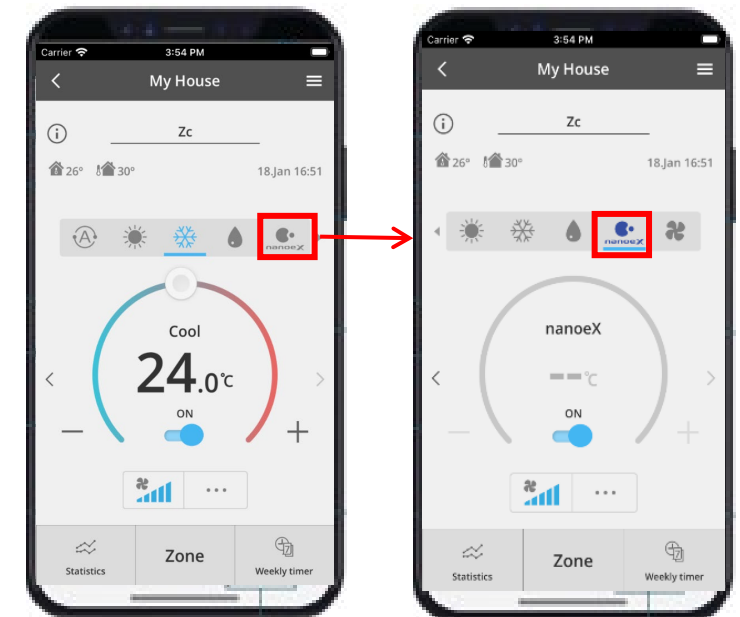 Carrier 3:54 PM
My House
Zc
26° 30° 18.Jan 16:51
A
nanoeX
Cool
24.0℃
ON
Statistics
Zone
Weekly timer
Carrier 3:54 PM
My House
Zc
26° 30° 18.Jan 16:51
nanoeX
nanoeX
--℃
ON
Statistics
Zone
Weekly timer